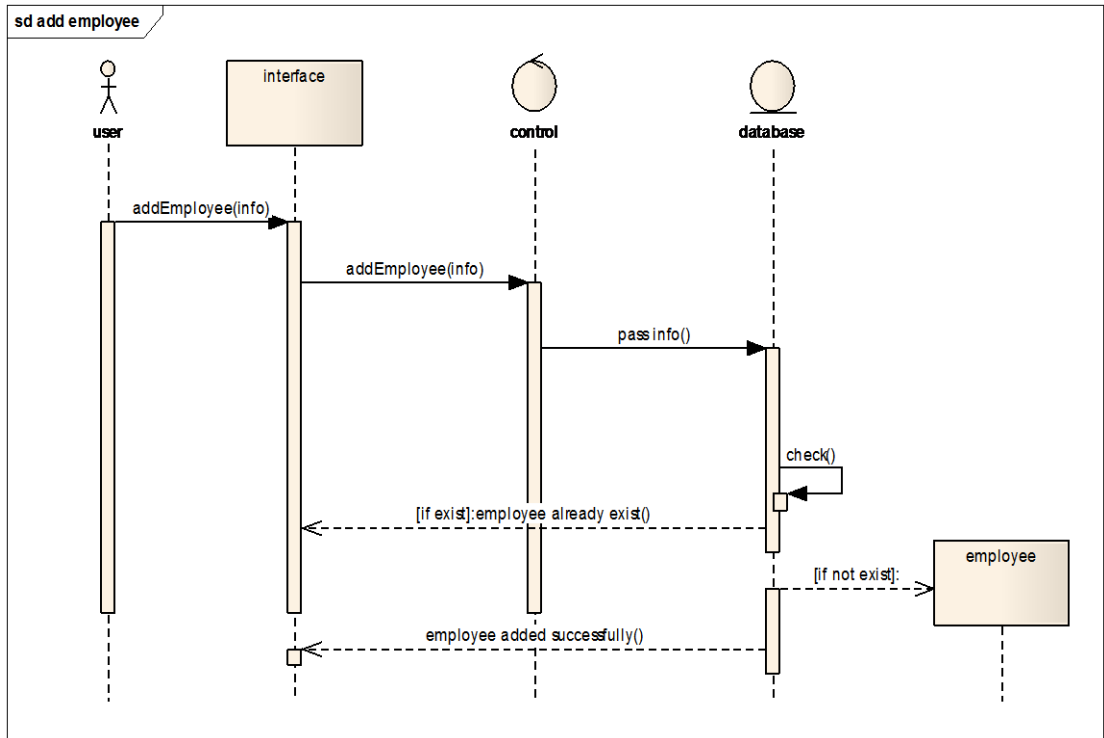 sd add employee
interface
user
control
database
addEmployee(info)
addEmployee(info)
pass info()
check()
[if exist]:employee already exist()
employee
[if not exist]:
employee added successfully()